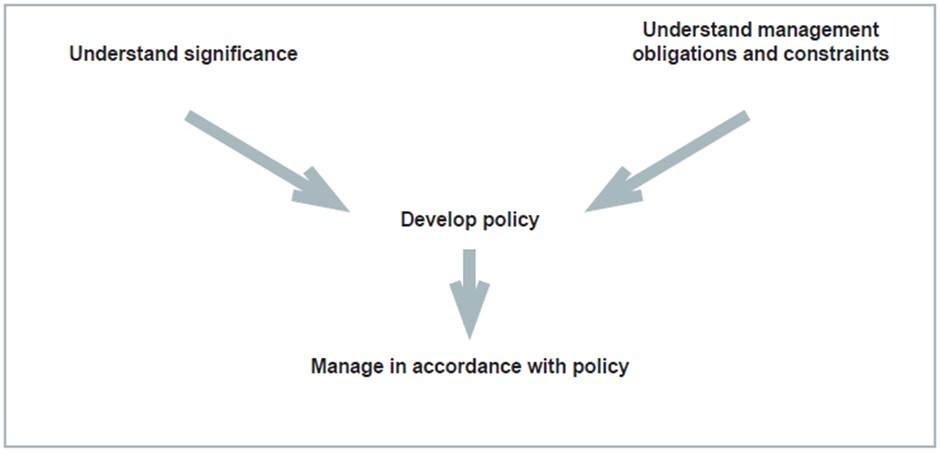 Understand significance
Understand management
obligations and constraints
Develop policy
Manage in accordance with policy